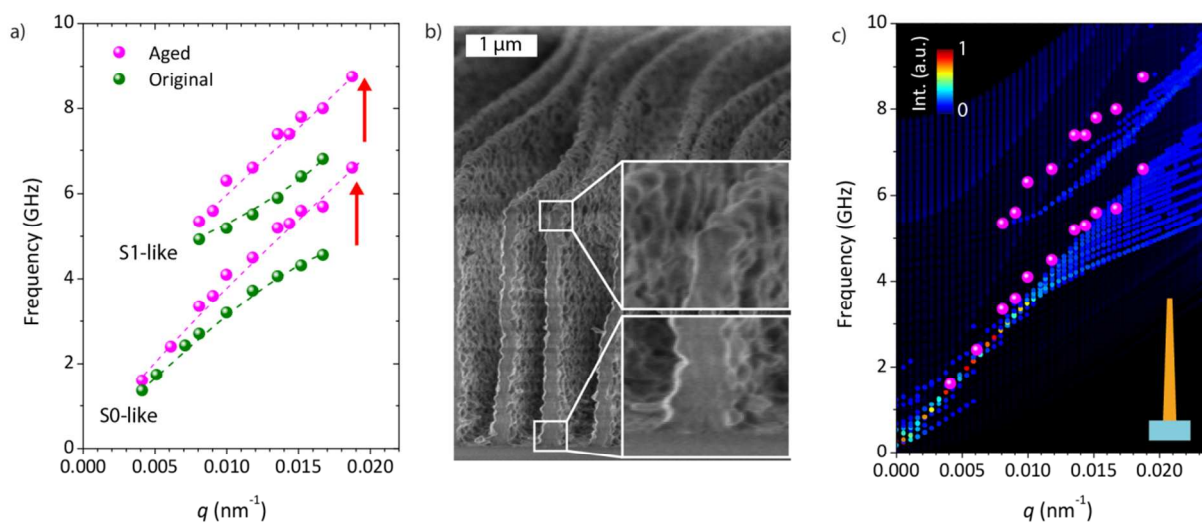 a)
10
8
6
4
2
0
Frequency (GHz)
Aged
Original
S1-like
S0-like
0.000 0.005 0.010 0.015 0.020
q (nm⁻¹)
b)
1 µm
c)
10
8
6
4
2
0
Frequency (GHz)
Int. (a.u.)
1
0
0.000 0.005 0.010 0.015 0.020
q (nm⁻¹)